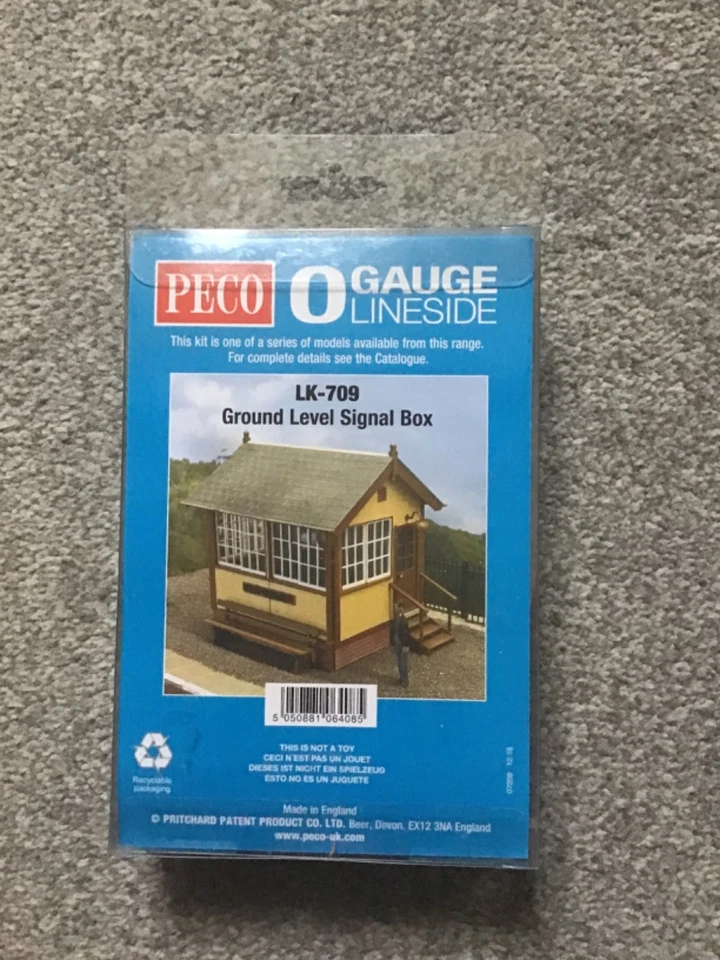 PECO O GAUGE
LINESIDE
This kit is one of a series of models available from this range.
For complete details see the Catalogue.
LK-709
Ground Level Signal Box
5 050881 064085
THIS IS NOT A TOY
CECI N'EST PAS UN JOUET
DIESES IST NICHT EIN SPIELZEUG
ESTO NO ES UN JUGUETE
Recyclable
packaging
Made in England
© PRITCHARD PATENT PRODUCT CO. LTD. Beer, Devon, EX12 3NA England
www.peco-uk.com